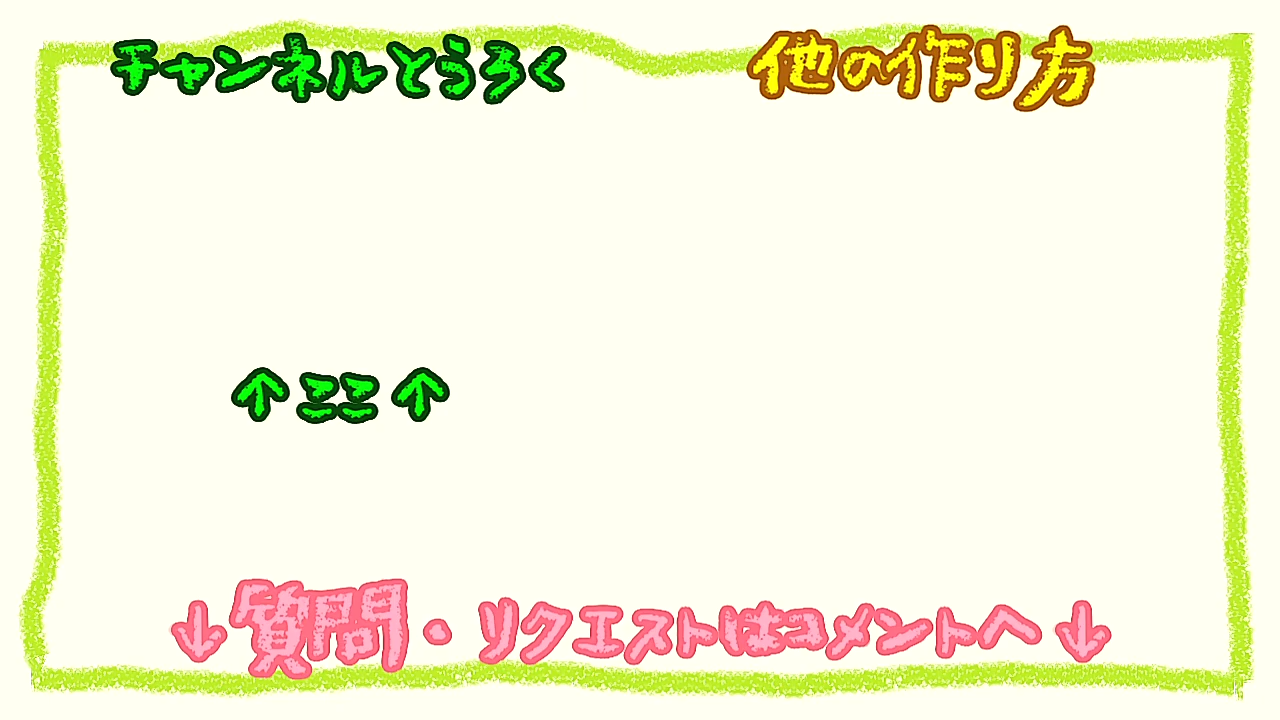 チャンネルとうろく
他の作り方
↑ここ↑
↓質問・リクエストはコメントへ↓